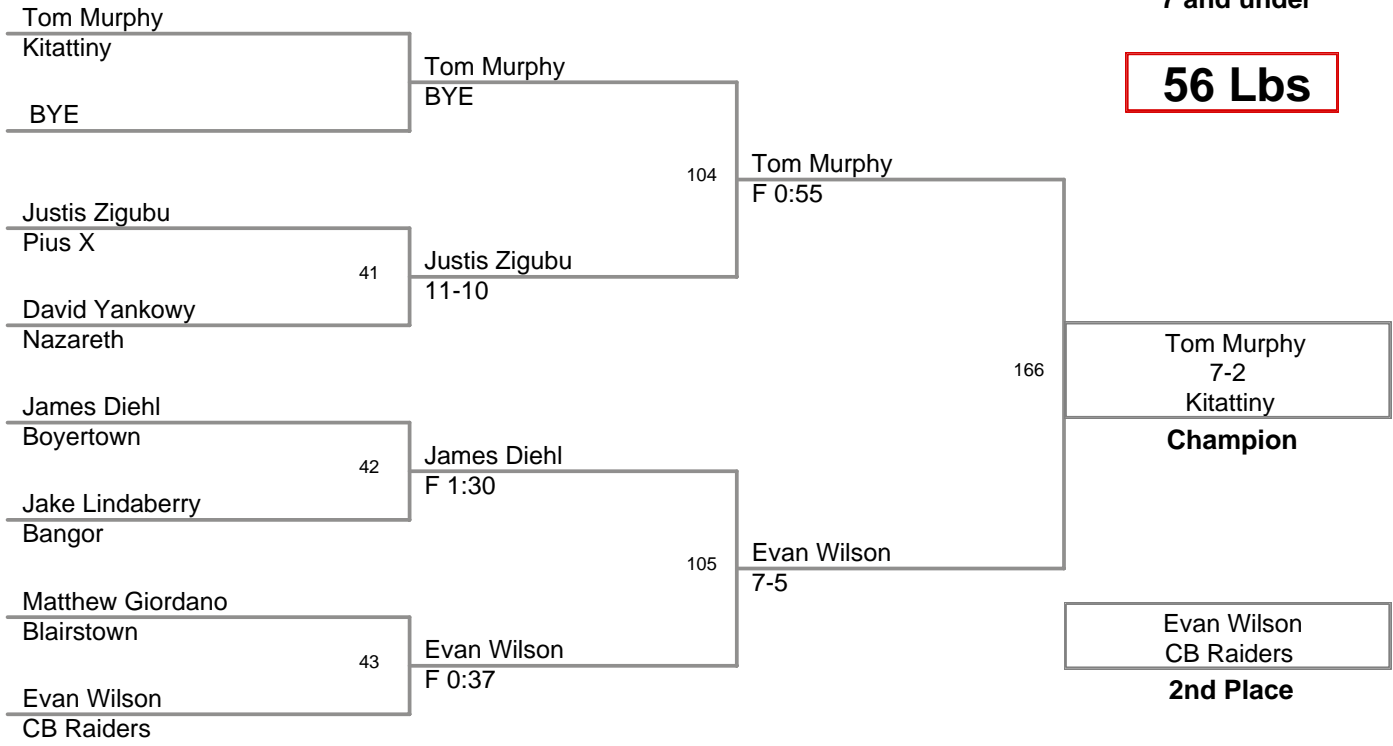 7 and under
56 Lbs
Tom Murphy
Kitattiny
BYE
Justis Zigubu
Pius X
41
David Yankowy
Nazareth
James Diehl
Boyertown
42
Jake Lindaberry
Bangor
Matthew Giordano
Blairstown
43
Evan Wilson
CB Raiders
Tom Murphy
BYE
104
Justis Zigubu
11-10
James Diehl
F 1:30
105
Evan Wilson
F 0:37
Tom Murphy
F 0:55
166
Evan Wilson
7-5
Tom Murphy
7-2
Kitattiny
Champion
Evan Wilson
CB Raiders
2nd Place